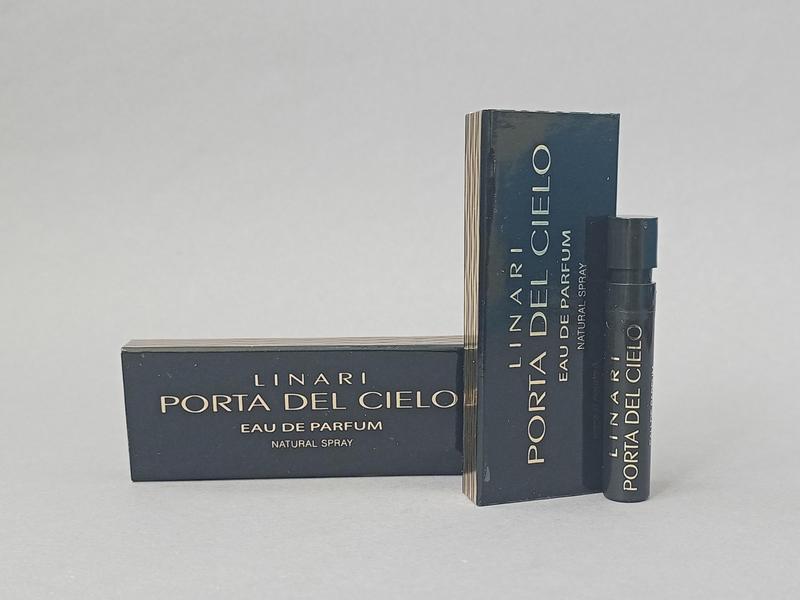 LINARI
PORTA DEL CIELO
EAU DE PARFUM
NATURAL SPRAY
LINARI
PORTA DEL CIELO
EAU DE PARFUM
NATURAL SPRAY
LINARI
PORTA DEL CIELO